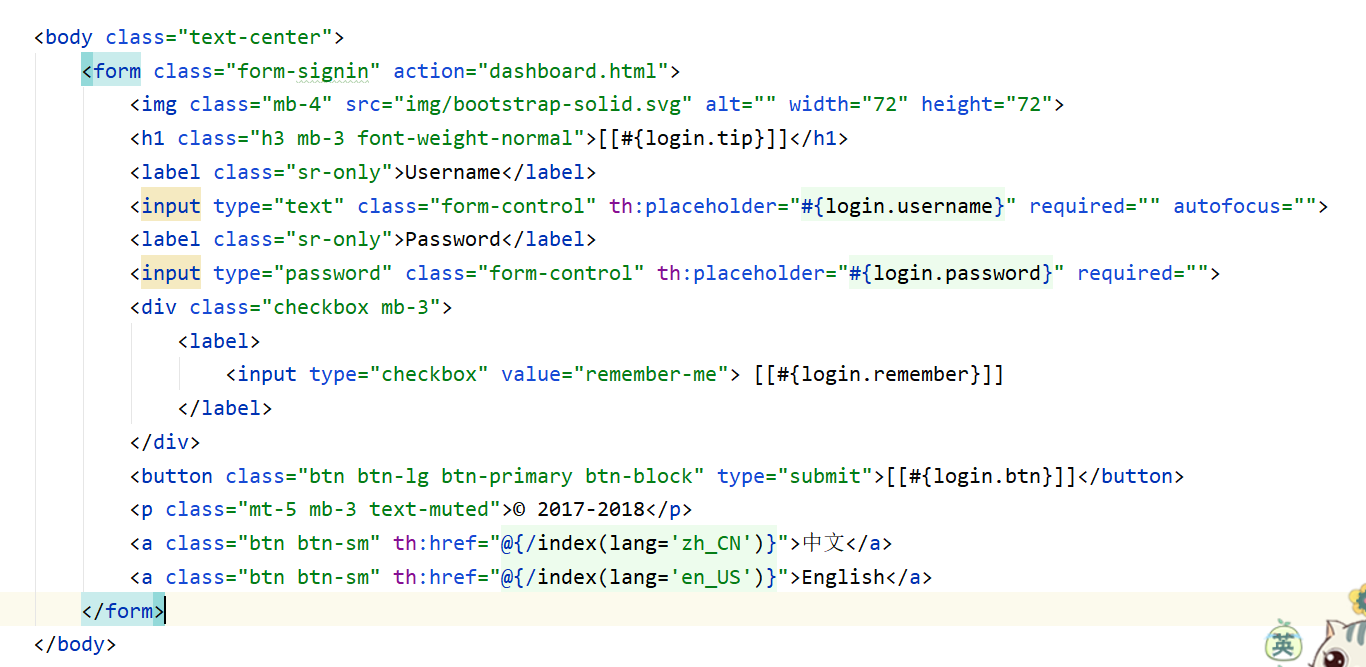 <body class="text-center">
<form class="form-signin" action="dashboard.html">
<img class="mb-4" src="img/bootstrap-solid.svg" alt="" width="72" height="72">
<h1 class="h3 mb-3 font-weight-normal">[[#{login.tip}]]</h1>
<label class="sr-only">Username</label>
<input type="text" class="form-control" th:placeholder="#{login.username}" required="" autofocus="">
<label class="sr-only">Password</label>
<input type="password" class="form-control" th:placeholder="#{login.password}" required="">
<div class="checkbox mb-3">
<label>
<input type="checkbox" value="remember-me"> [[#{login.remember}]]
</label>
</div>
<button class="btn btn-lg btn-primary btn-block" type="submit">[[#{login.btn}]]</button>
<p class="mt-5 mb-3 text-muted">© 2017-2018</p>
<a class="btn btn-sm" th:href="@{/index(lang='zh_CN')}">中文</a>
<a class="btn btn-sm" th:href="@{/index(lang='en_US')}">English</a>
</form>
</body>
英